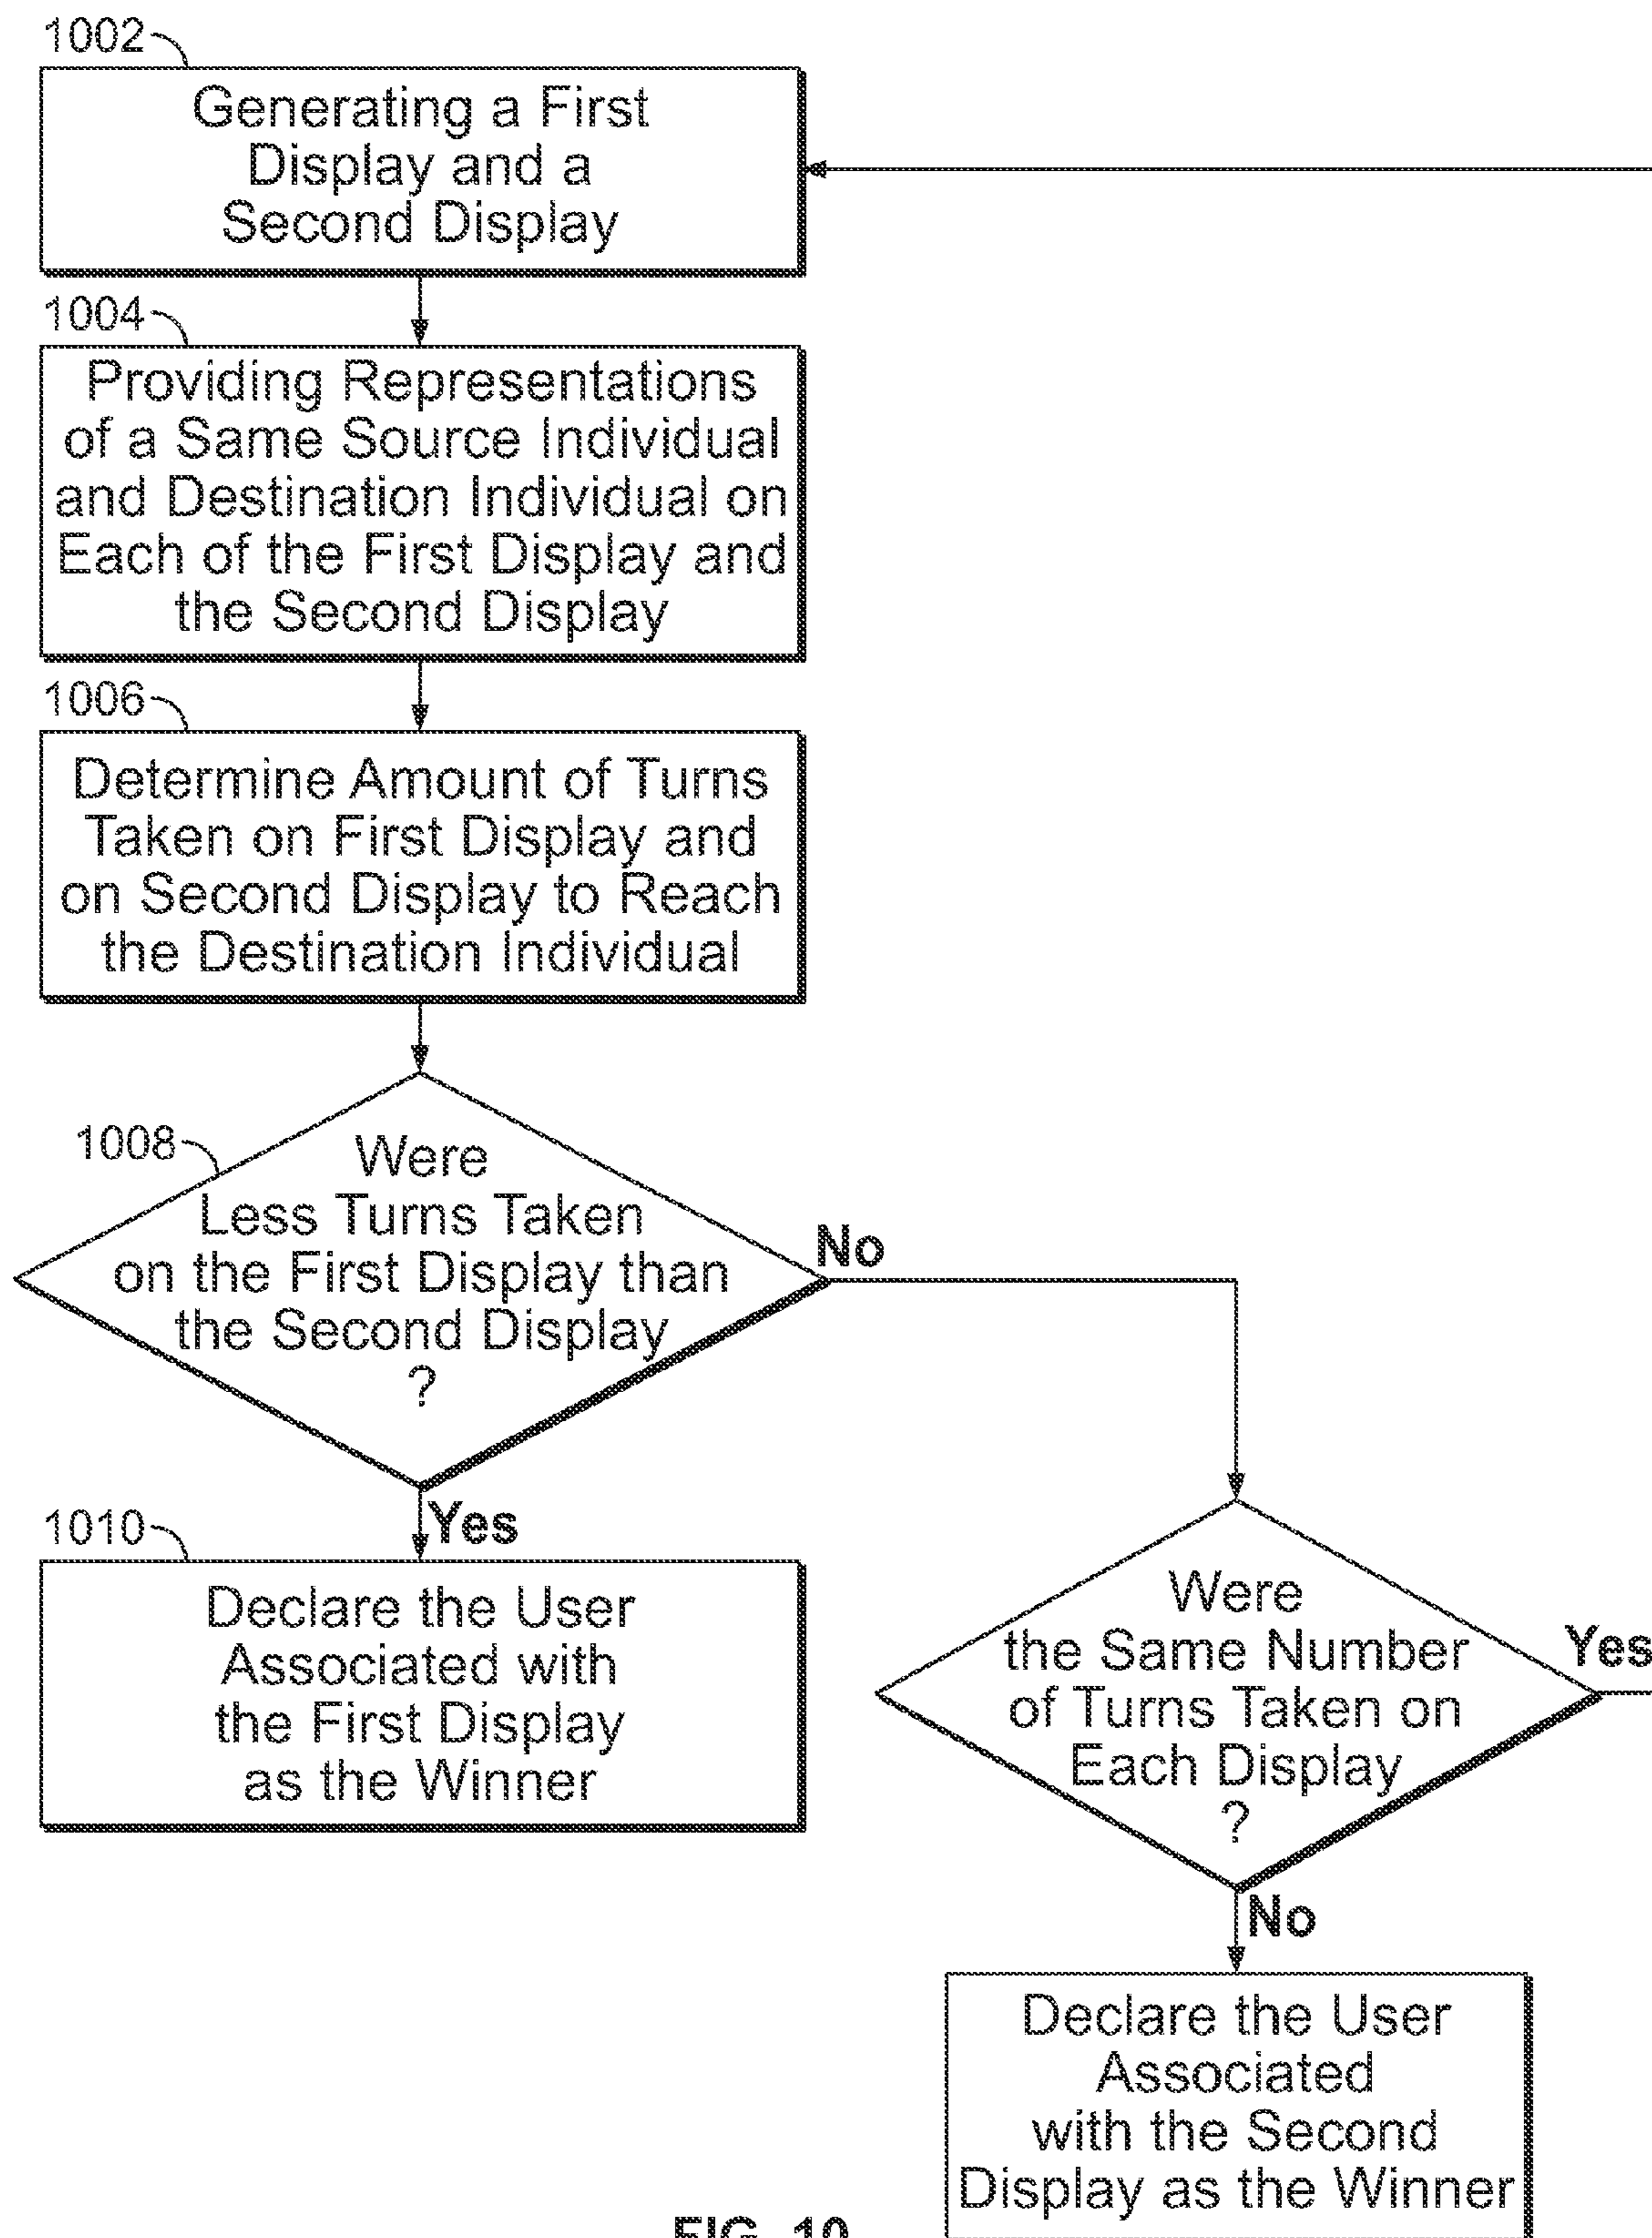 1002
Generating a First
Display and a
Second Display
1004
Providing Representations
of a Same Source Individual
and Destination Individual on
Each of the First Display and
the Second Display
1006
Determine Amount of Turns
Taken on First Display and
on Second Display to Reach
the Destination Individual
1008
Were
Less Turns Taken
on the First Display than
the Second Display
?
No
Yes
1010
Declare the User
Associated with
the First Display
as the Winner
Were
the Same Number
of Turns Taken on
Each Display
?
Yes
No
Declare the User
Associated
with the Second
Display as the Winner
FIG. 10